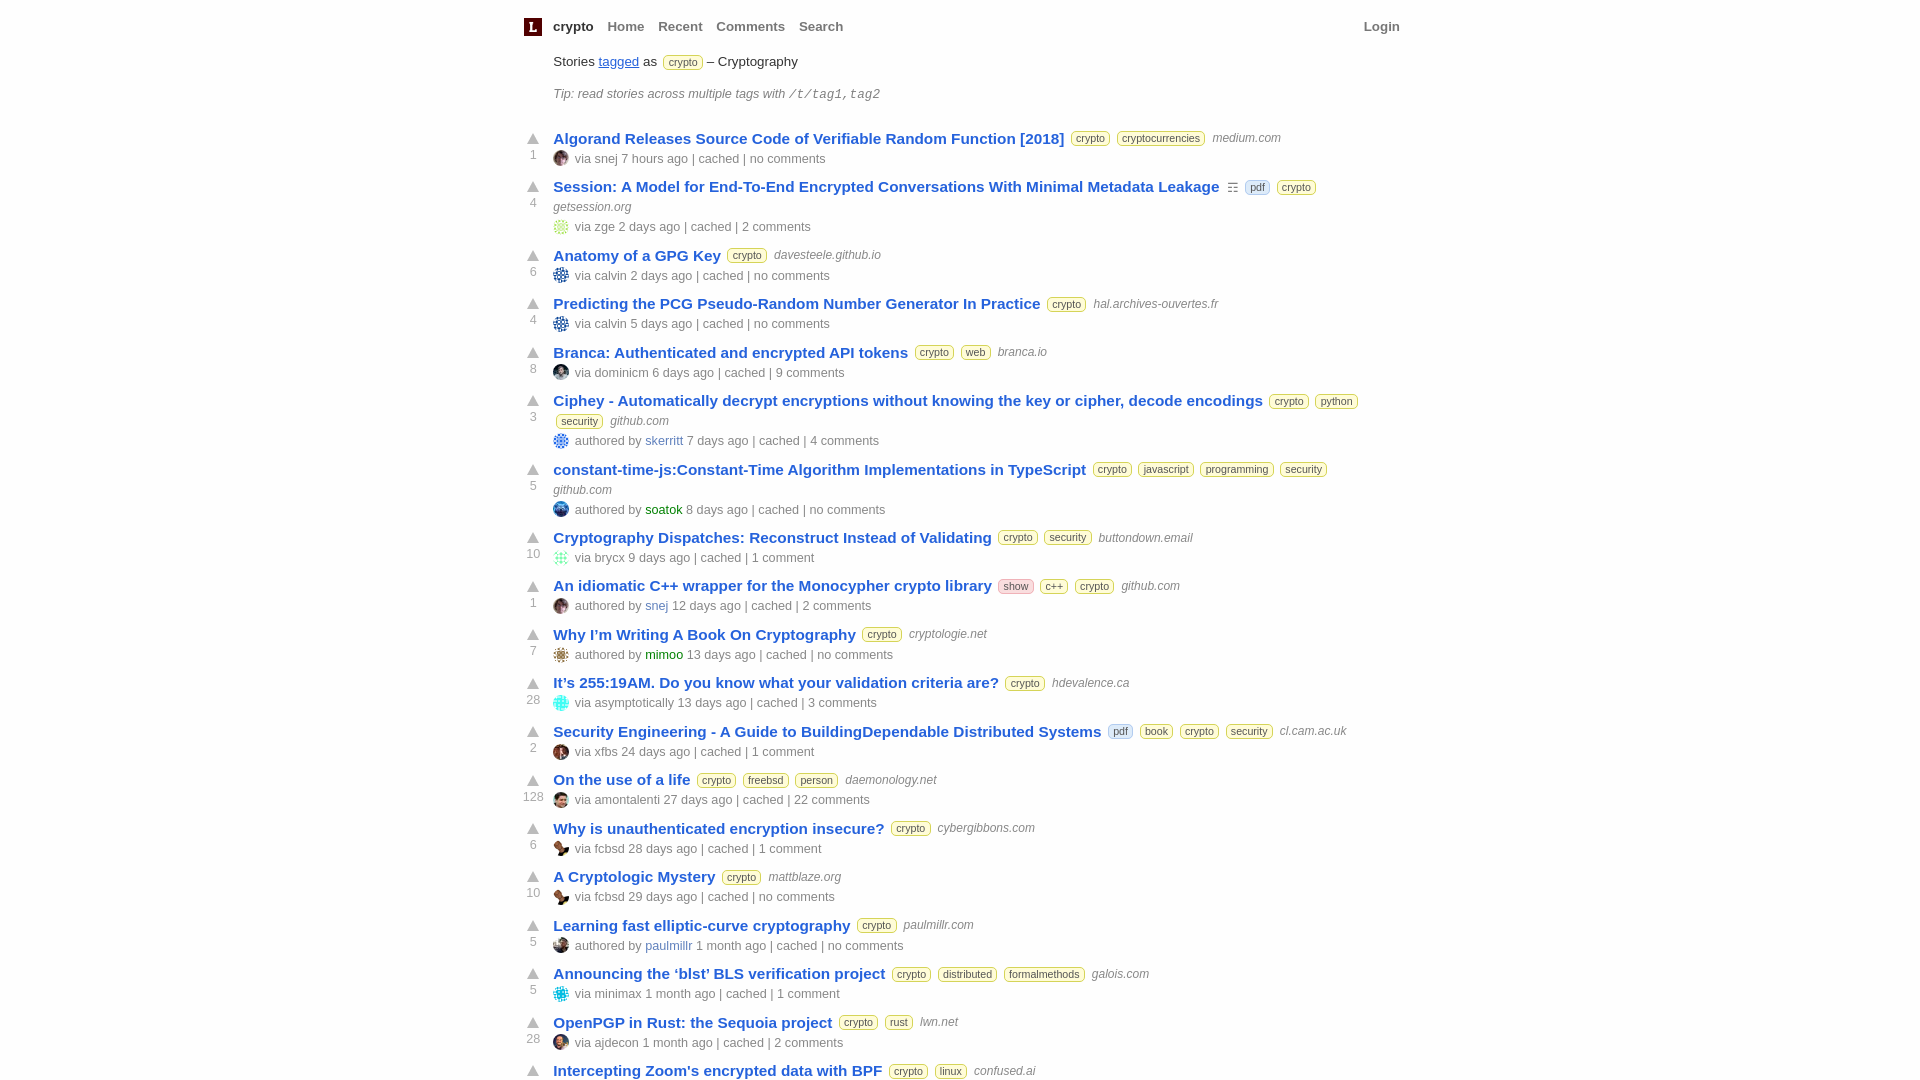 L crypto Home Recent Comments Search Login
Stories tagged as crypto – Cryptography
Tip: read stories across multiple tags with /t/tag1,tag2
Algorand Releases Source Code of Verifiable Random Function [2018] crypto cryptocurrencies medium.com
1 via snej 7 hours ago | cached | no comments
Session: A Model for End-To-End Encrypted Conversations With Minimal Metadata Leakage ☶ pdf crypto
4 getsession.org
via zge 2 days ago | cached | 2 comments
Anatomy of a GPG Key crypto davesteele.github.io
6 via calvin 2 days ago | cached | no comments
Predicting the PCG Pseudo-Random Number Generator In Practice crypto hal.archives-ouvertes.fr
4 via calvin 5 days ago | cached | no comments
Branca: Authenticated and encrypted API tokens crypto web branca.io
8 via dominicm 6 days ago | cached | 9 comments
Ciphey - Automatically decrypt encryptions without knowing the key or cipher, decode encodings crypto python
3 security github.com
authored by skerritt 7 days ago | cached | 4 comments
constant-time-js:Constant-Time Algorithm Implementations in TypeScript crypto javascript programming security
5 github.com
authored by soatok 8 days ago | cached | no comments
Cryptography Dispatches: Reconstruct Instead of Validating crypto security buttondown.email
10 via brycx 9 days ago | cached | 1 comment
An idiomatic C++ wrapper for the Monocypher crypto library show c++ crypto github.com
1 authored by snej 12 days ago | cached | 2 comments
Why I’m Writing A Book On Cryptography crypto cryptologie.net
7 authored by mimoo 13 days ago | cached | no comments
It’s 255:19AM. Do you know what your validation criteria are? crypto hdevalence.ca
28 via asymptotically 13 days ago | cached | 3 comments
Security Engineering - A Guide to BuildingDependable Distributed Systems pdf book crypto security cl.cam.ac.uk
2 via xfbs 24 days ago | cached | 1 comment
On the use of a life crypto freebsd person daemonology.net
128 via amontalenti 27 days ago | cached | 22 comments
Why is unauthenticated encryption insecure? crypto cybergibbons.com
6 via fcbsd 28 days ago | cached | 1 comment
A Cryptologic Mystery crypto mattblaze.org
10 via fcbsd 29 days ago | cached | no comments
Learning fast elliptic-curve cryptography crypto paulmillr.com
5 authored by paulmillr 1 month ago | cached | no comments
Announcing the ‘blst’ BLS verification project crypto distributed formalmethods galois.com
5 via minimax 1 month ago | cached | 1 comment
OpenPGP in Rust: the Sequoia project crypto rust lwn.net
28 via ajdecon 1 month ago | cached | 2 comments
Intercepting Zoom's encrypted data with BPF crypto linux confused.ai